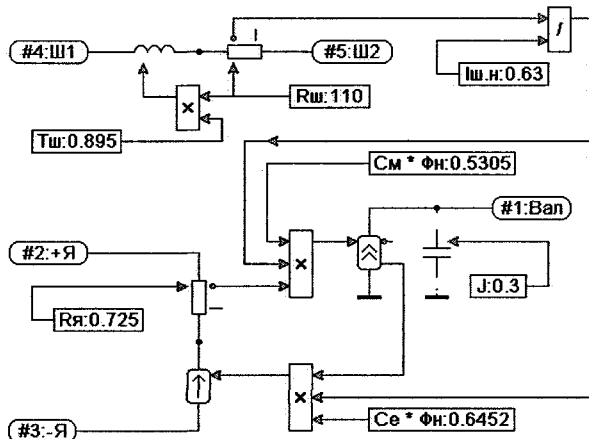 #4:Ш1
I
#5:Ш2
/
Iш.н:0.63
Rш:110
×
Тш:0.895
См * Фн:0.5305
#1:Вал
#2:+Я
×
J:0.3
Rя:0.725
×
#3:-Я
Се * Фн:0.6452